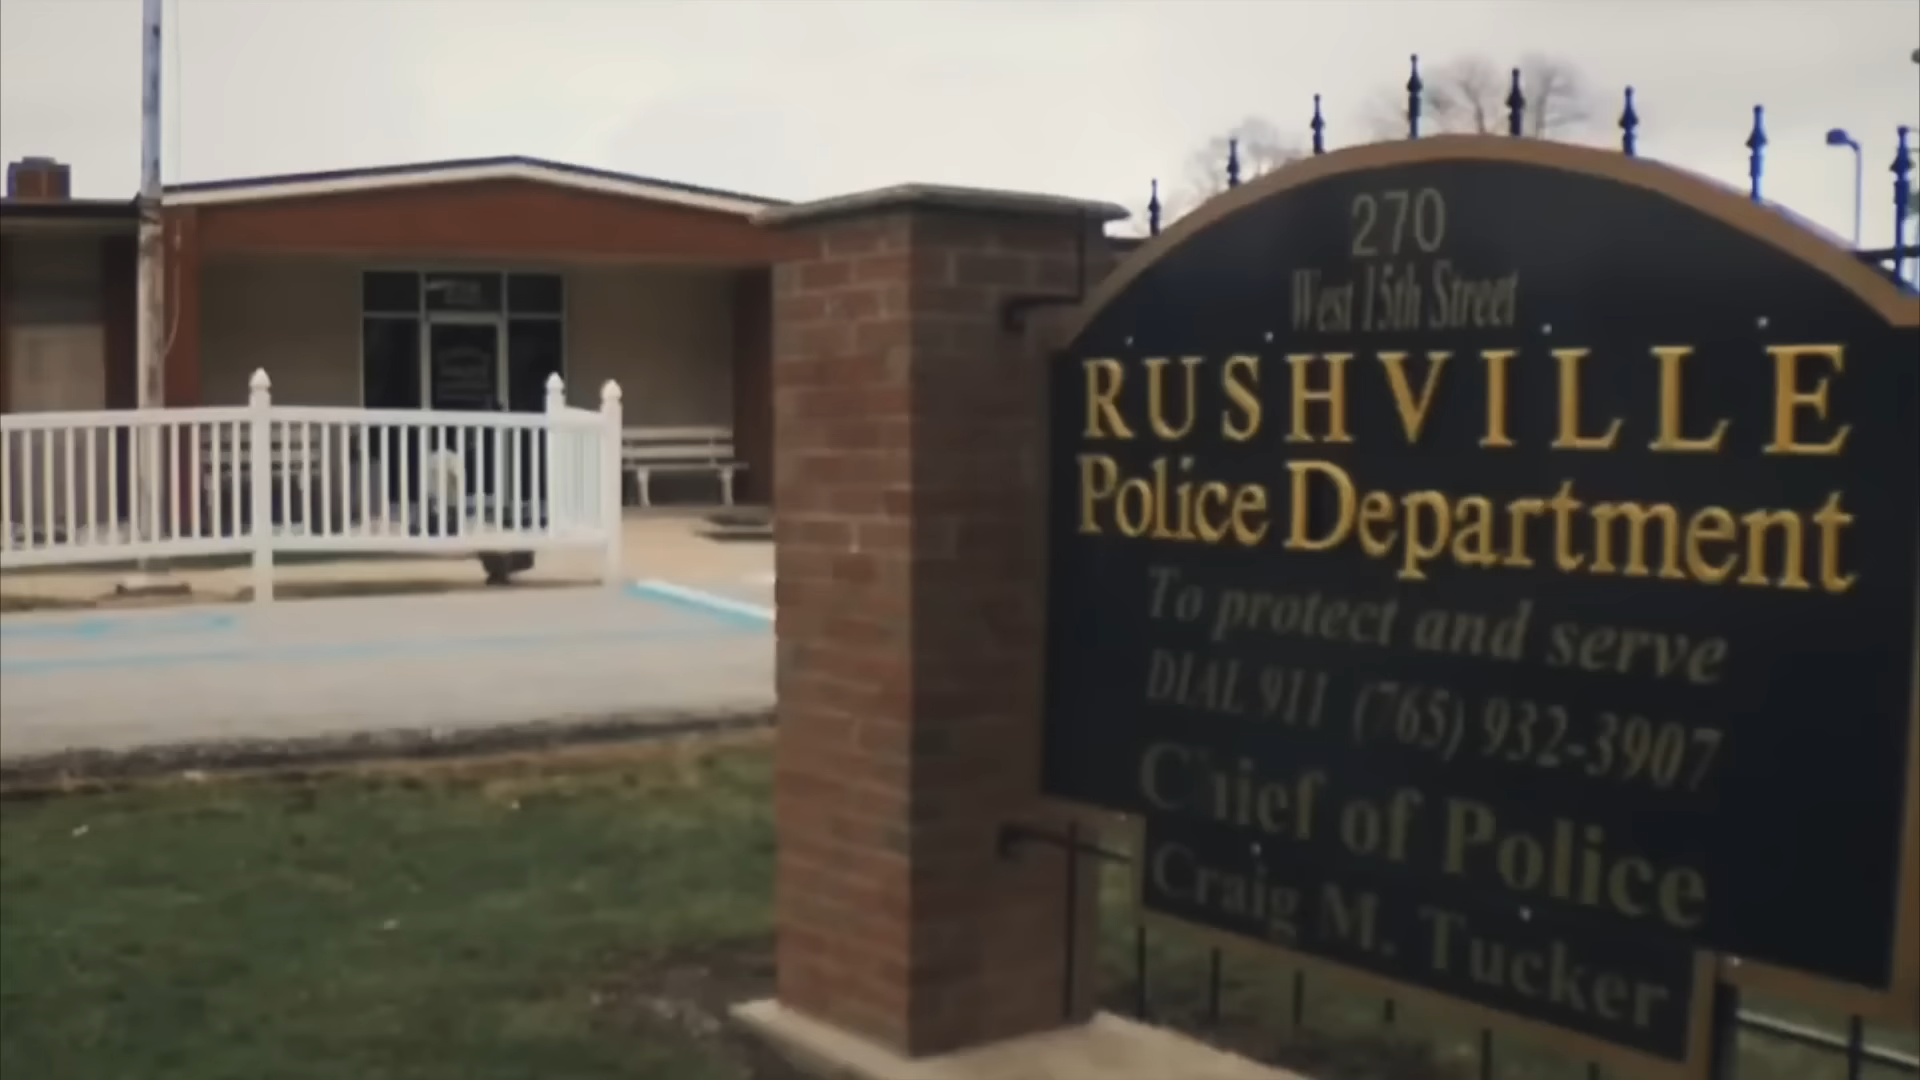 270
West 15th Street
RUSHVILLE
Police Department
To protect and serve
DIAL 911 (765) 932-3907
Chief of Police
Craig M. Tucker